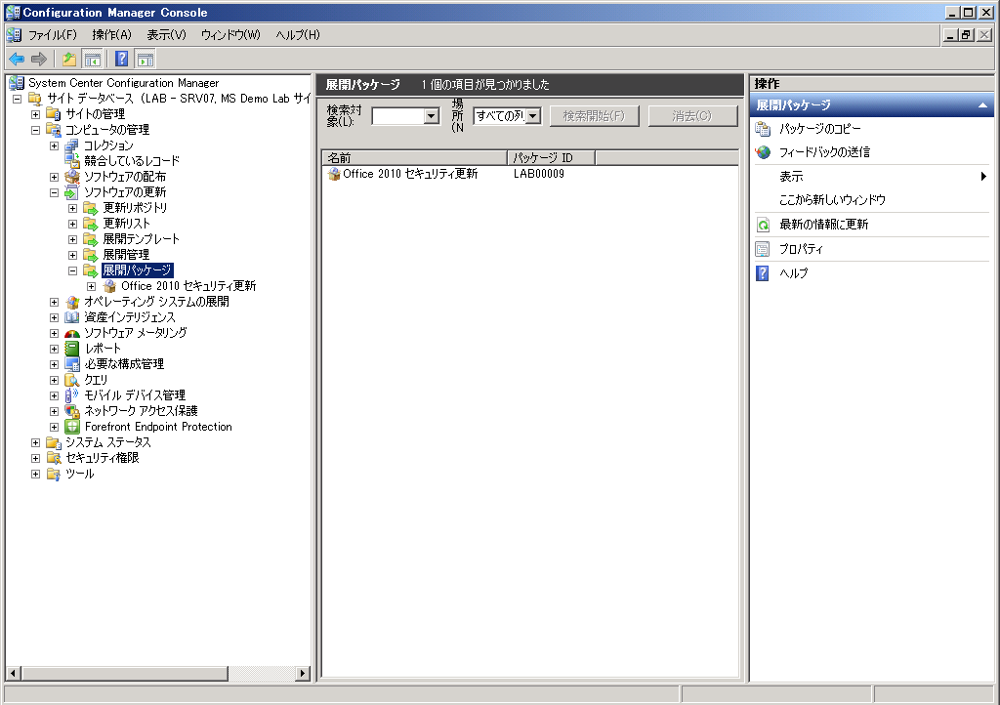 Configuration Manager Console
ファイル(F) 操作(A) 表示(V) ウィンドウ(W) ヘルプ(H)
System Center Configuration Manager
サイト データベース (LAB - SRV07, MS Demo Lab サイ
サイトの管理
コンピュータの管理
コレクション
競合しているレコード
ソフトウェアの配布
ソフトウェアの更新
更新リポジトリ
更新リスト
展開テンプレート
展開管理
展開パッケージ
Office 2010 セキュリティ更新
オペレーティング システムの展開
資産インテリジェンス
ソフトウェア メータリング
レポート
必要な構成管理
クエリ
モバイル デバイス管理
ネットワーク アクセス保護
Forefront Endpoint Protection
システム ステータス
セキュリティ権限
ツール
展開パッケージ 1 個の項目が見つかりました
検索対象(L):
場所(N
すべての列
検索開始(F)
消去(C)
名前 パッケージ ID
Office 2010 セキュリティ更新 LAB00009
操作
展開パッケージ
パッケージのコピー
フィードバックの送信
表示
ここから新しいウィンドウ
最新の情報に更新
プロパティ
ヘルプ